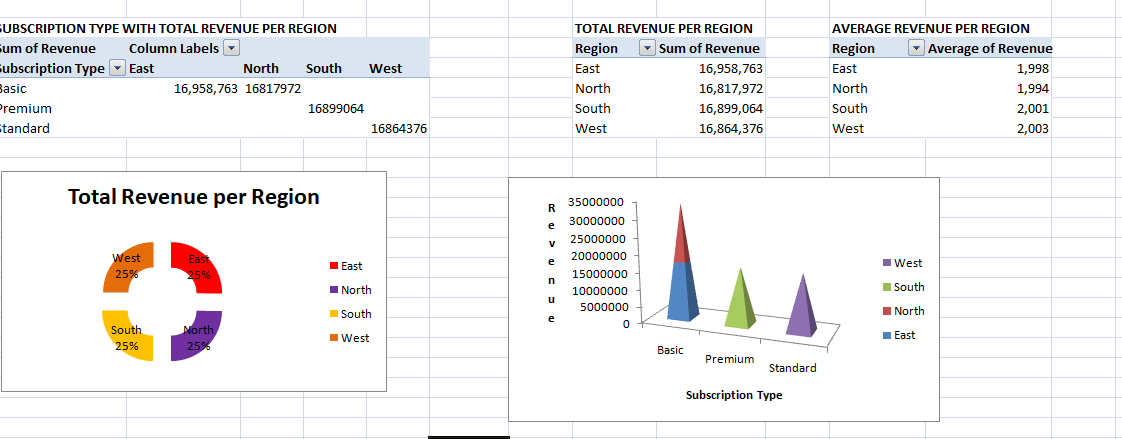 SUBSCRIPTION TYPE WITH TOTAL REVENUE PER REGION
Sum of Revenue Column Labels
Subscription Type East North South West
Basic 16,958,763 16817972
Premium 16899064
Standard 16864376
TOTAL REVENUE PER REGION
Region Sum of Revenue
East 16,958,763
North 16,817,972
South 16,899,064
West 16,864,376
AVERAGE REVENUE PER REGION
Region Average of Revenue
East 1,998
North 1,994
South 2,001
West 2,003
Total Revenue per Region
West 25%
East 25%
South 25%
North 25%
East
North
South
West
Revenue
35000000
30000000
25000000
20000000
15000000
10000000
5000000
0
Basic
Premium
Standard
Subscription Type
West
South
North
East